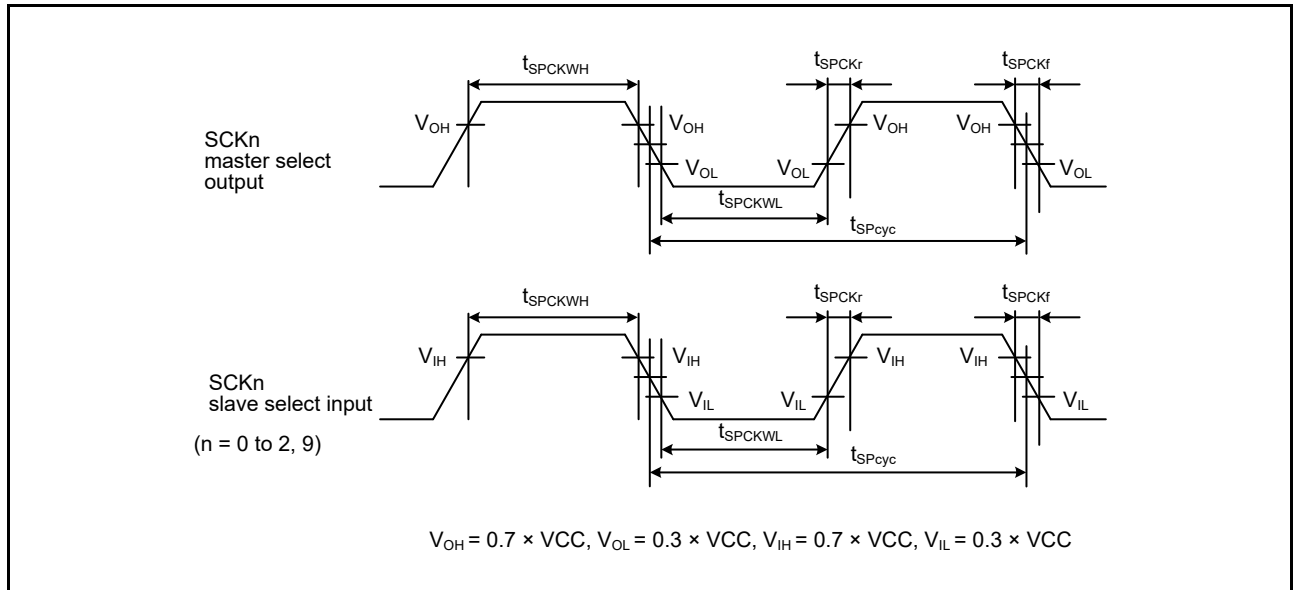 tSPCKWH
tSPCKr
tSPCKf
SCKn
master select
output
VOH
VOH
VOL
VOL
VOH
VOH
VOL
tSPCKWL
tSPcyc
tSPCKWH
tSPCKr
tSPCKf
SCKn
slave select input
(n = 0 to 2, 9)
VIH
VIH
VIL
VIL
VIH
VIH
VIL
tSPCKWL
tSPcyc
VOH = 0.7 × VCC, VOL = 0.3 × VCC, VIH = 0.7 × VCC, VIL = 0.3 × VCC